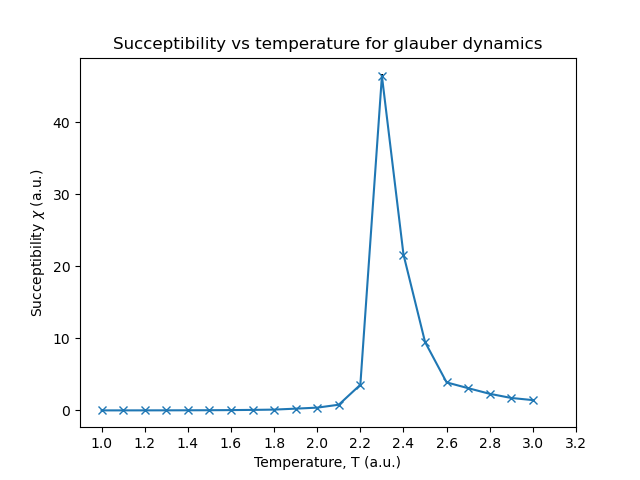 Succeptibility vs temperature for glauber dynamics
Succeptibility χ (a.u.)
40
30
20
10
0
1.0 1.2 1.4 1.6 1.8 2.0 2.2 2.4 2.6 2.8 3.0 3.2
Temperature, T (a.u.)